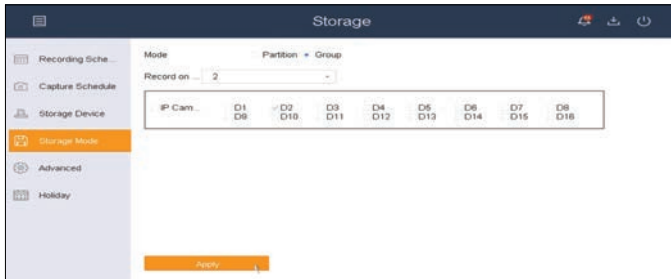 Storage
Recording Sche...
Capture Schedule
Storage Device
Storage Mode
Advanced
Holiday
Mode Partition Group
Record on ... 2
IP Cam... D1 D2 D3 D4 D5 D6 D7 D8
D9 D10 D11 D12 D13 D14 D15 D16
Apply